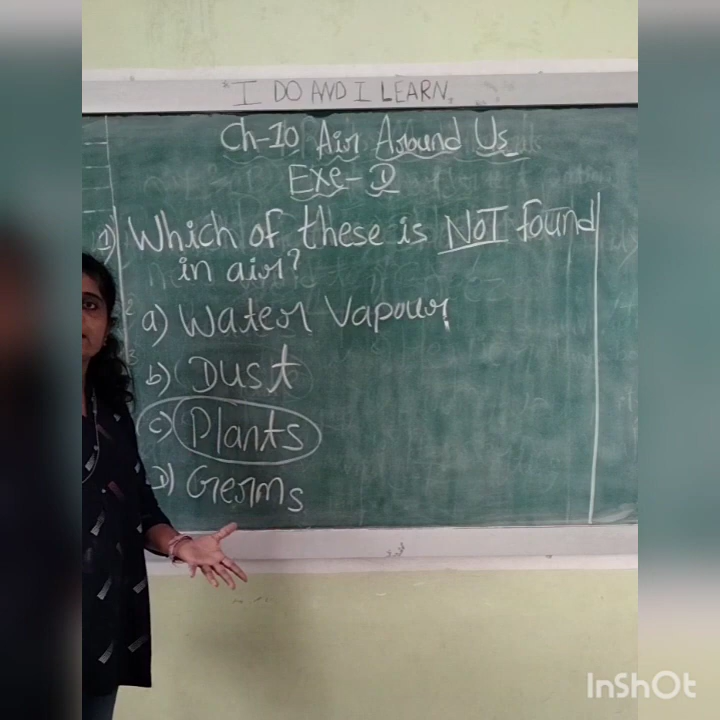 "I DO AND I LEARN.
Ch-10 Air Around Us
Exe-D
1) Which of these is NOT found
in air?
a) Water Vapour
b) Dust
c) Plants
D) Germs
InShOt